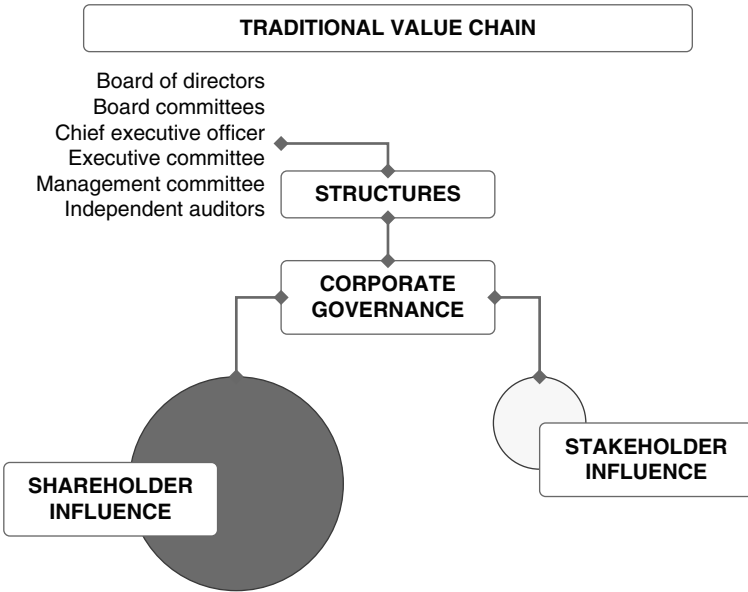 TRADITIONAL VALUE CHAIN
Board of directors
Board committees
Chief executive officer
Executive committee
Management committee
Independent auditors
STRUCTURES
CORPORATE
GOVERNANCE
SHAREHOLDER
INFLUENCE
STAKEHOLDER
INFLUENCE